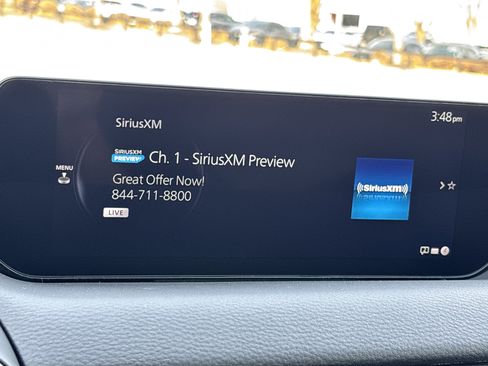 SiriusXM
3:48pm
SIRIUSXM PREVIEW Ch. 1 - SiriusXM Preview
MENU
Great Offer Now!
844-711-8800
LIVE
((SiriusXM))